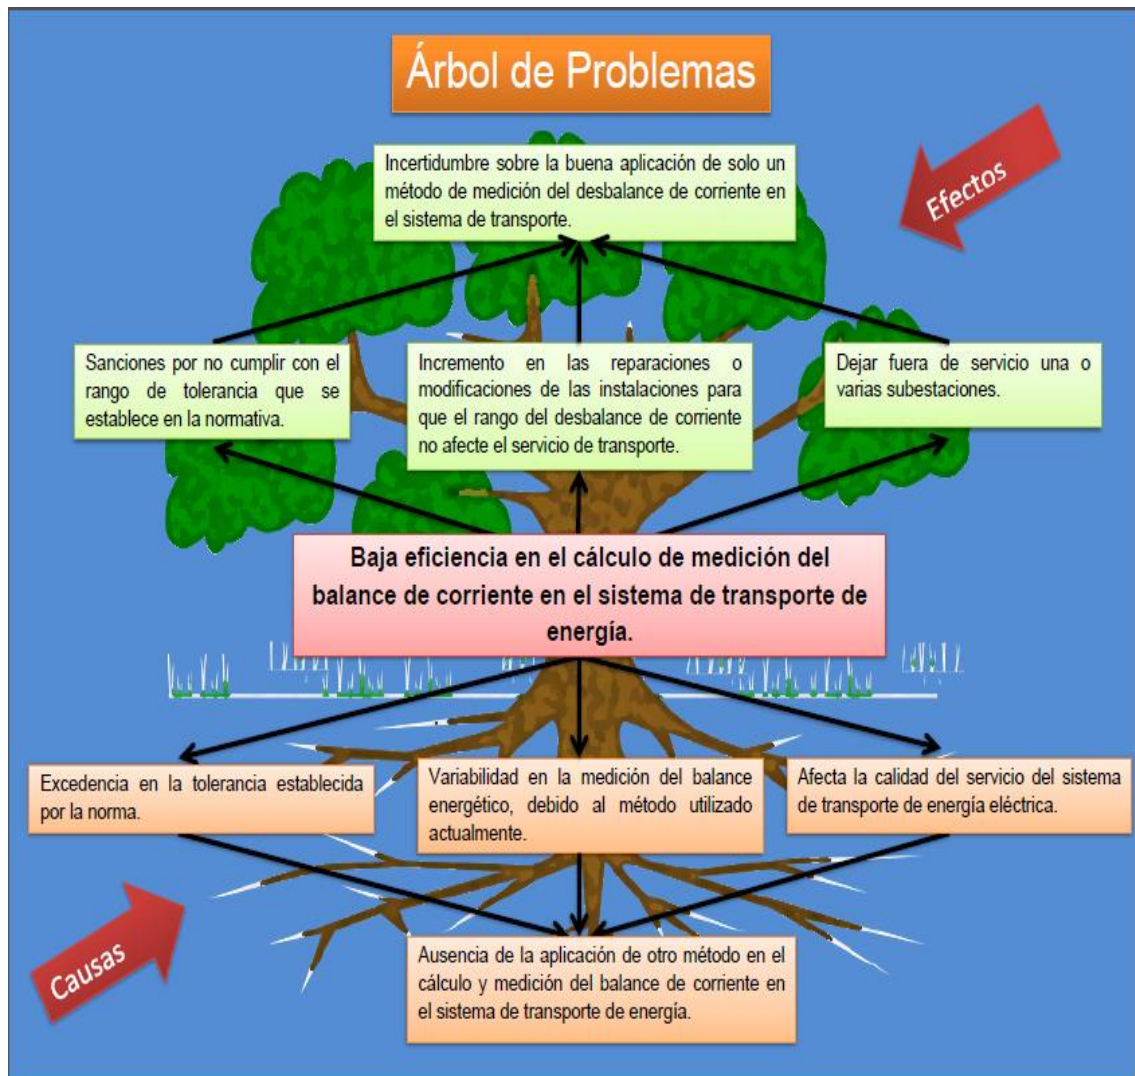 Árbol de Problemas
Incertidumbre sobre la buena aplicación de solo un
método de medición del desbalance de corriente en
el sistema de transporte.
Efectos
Sanciones por no cumplir con el
rango de tolerancia que se
establece en la normativa.
Incremento en las reparaciones o
modificaciones de las instalaciones para
que el rango del desbalance de corriente
no afecte el servicio de transporte.
Dejar fuera de servicio una o
varias subestaciones.
Baja eficiencia en el cálculo de medición del
balance de corriente en el sistema de transporte de
energía.
Excedencia en la tolerancia establecida
por la norma.
Variabilidad en la medición del balance
energético, debido al método utilizado
actualmente.
Afecta la calidad del servicio del sistema
de transporte de energía eléctrica.
Causas
Ausencia de la aplicación de otro método en el
cálculo y medición del balance de corriente en
el sistema de transporte de energía.